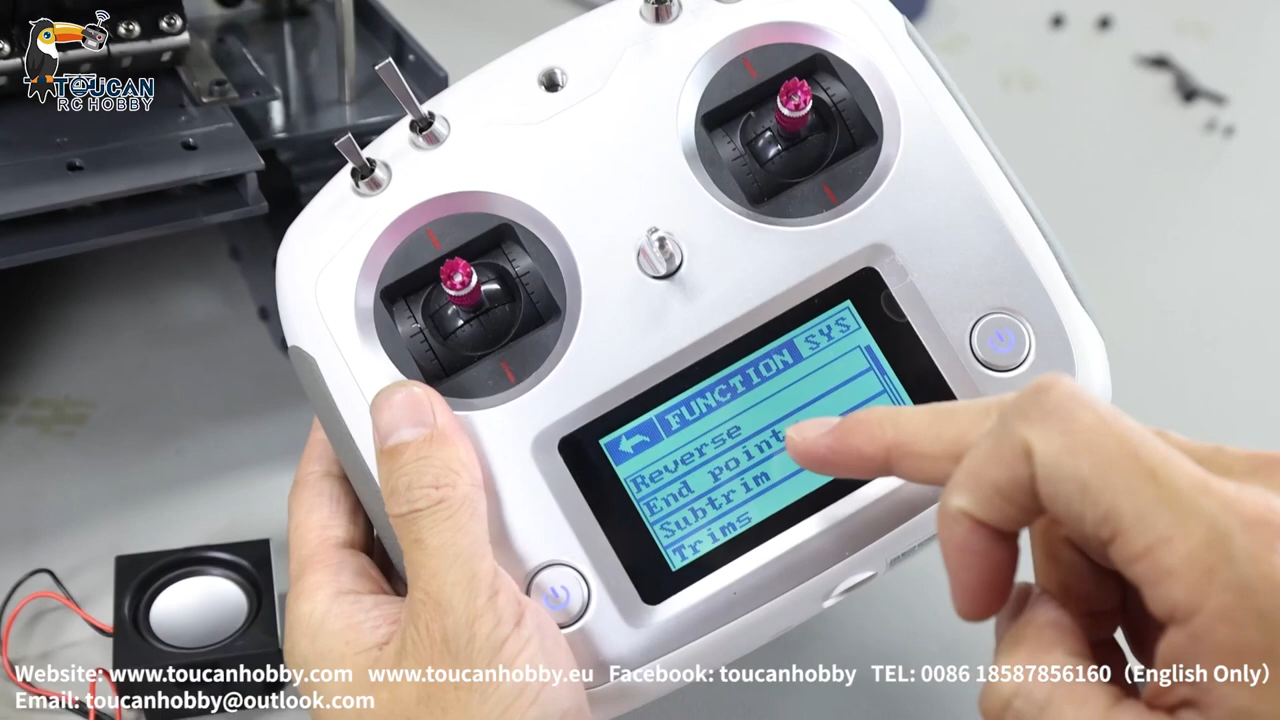 TOUCAN
RC HOBBY
FUNCTION SYS
Reverse
End point
Subtrim
Trims
Website: www.toucanhobby.com www.toucanhobby.eu Facebook: toucanhobby TEL: 0086 18587856160（English Only）
Email: toucanhobby@outlook.com